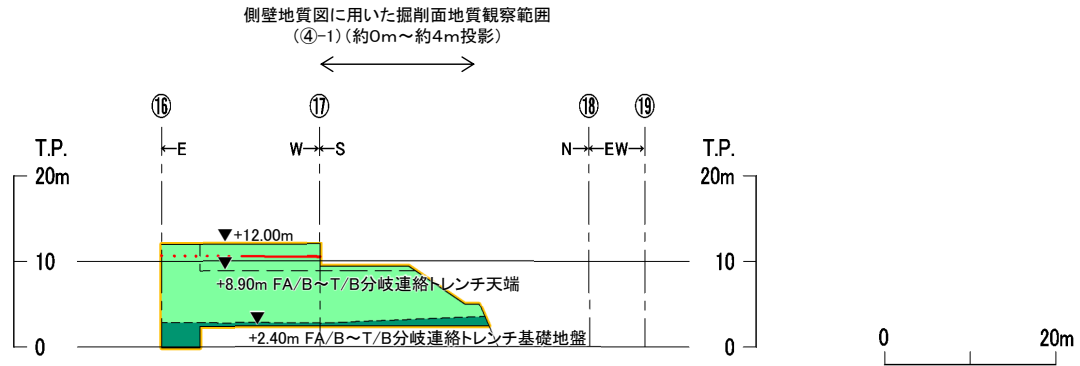 側壁地質図に用いた掘削面地質観察範囲
(④-1)(約0m～約4m投影)
⑯ ⑰ ⑱ ⑲
T.P. ←E W→←S N→←EW→ T.P.
20m 20m
▼+12.00m
10 10
▼
+8.90m FA/B～T/B分岐連絡トレンチ天端
▼
+2.40m FA/B～T/B分岐連絡トレンチ基礎地盤
0 0
0 20m